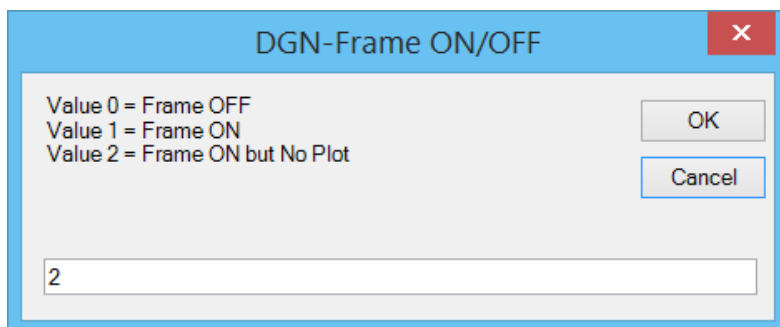 DGN-Frame ON/OFF
Value 0 = Frame OFF
Value 1 = Frame ON
Value 2 = Frame ON but No Plot
OK
Cancel
2